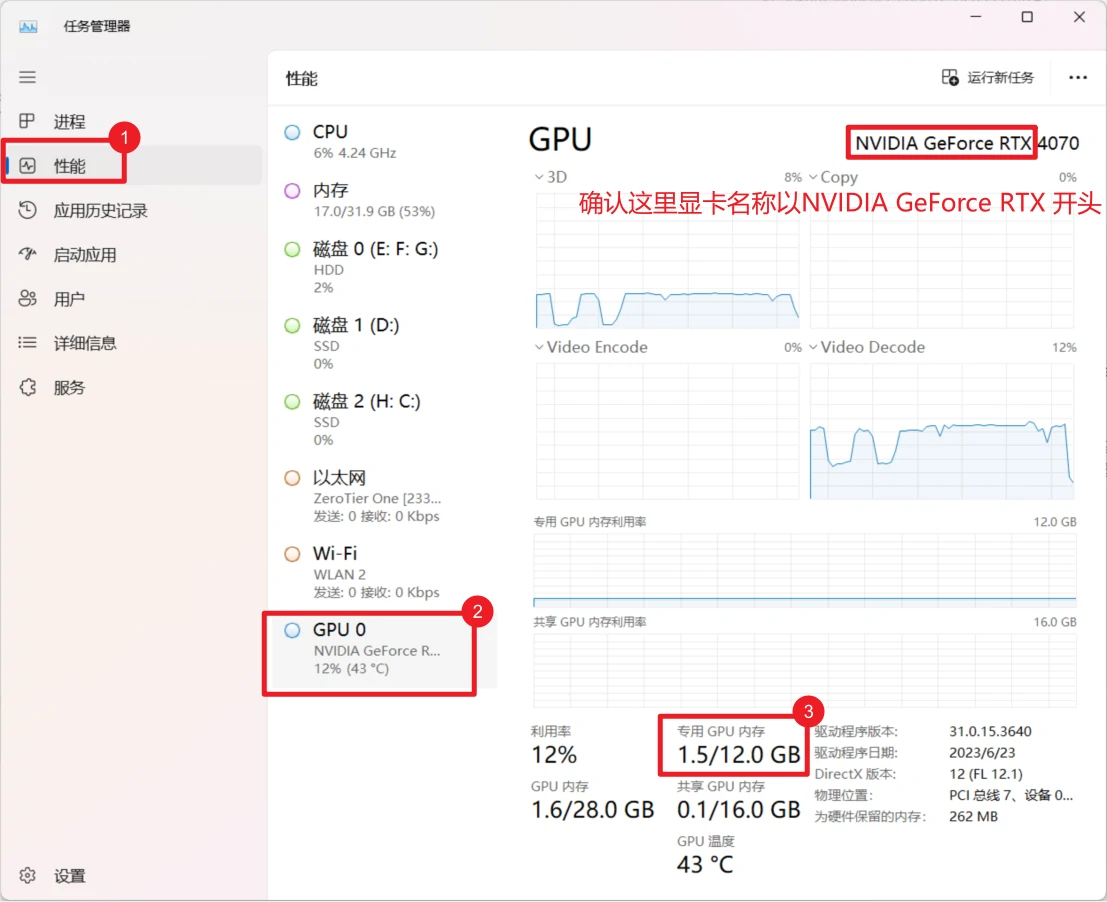 任务管理器
性能
运行新任务
进程
1
性能
应用历史记录
启动应用
用户
详细信息
服务
设置
CPU
6% 4.24 GHz
内存
17.0/31.9 GB (53%)
磁盘 0 (E: F: G:)
HDD
2%
磁盘 1 (D:)
SSD
0%
磁盘 2 (H: C:)
SSD
0%
以太网
ZeroTier One [233...
发送: 0 接收: 0 Kbps
Wi-Fi
WLAN 2
发送: 0 接收: 0 Kbps
2
GPU 0
NVIDIA GeForce R...
12% (43 °C)
GPU
NVIDIA GeForce RTX 4070
3D 8%
Copy 0%
确认这里显卡名称以NVIDIA GeForce RTX 开头
Video Encode 0%
Video Decode 12%
专用 GPU 内存利用率 12.0 GB
共享 GPU 内存利用率 16.0 GB
利用率
12%
3
专用 GPU 内存
1.5/12.0 GB
GPU 内存
1.6/28.0 GB
共享 GPU 内存
0.1/16.0 GB
GPU 温度
43 °C
驱动程序版本: 31.0.15.3640
驱动程序日期: 2023/6/23
DirectX 版本: 12 (FL 12.1)
物理位置: PCI 总线 7、设备 0...
为硬件保留的内存: 262 MB